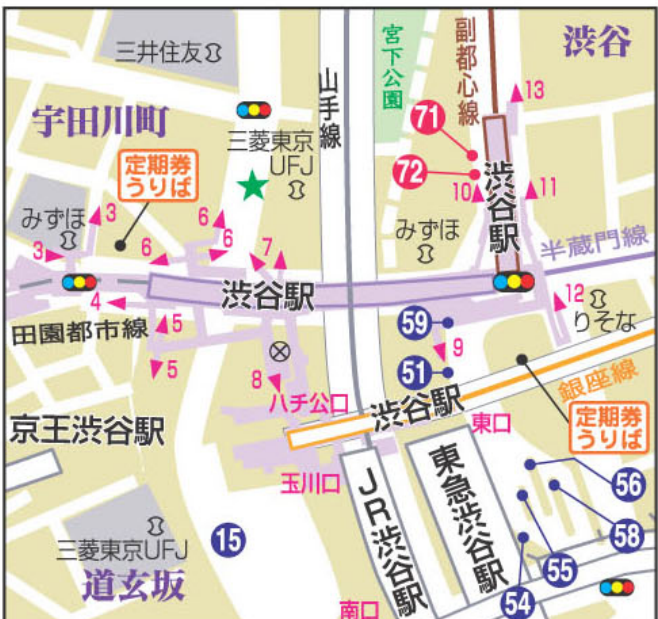 三井住友
宇田川町
山手線
宮下公園
副都心線
渋谷
13
71
72
三菱東京
UFJ
定期券
うりば
みずほ
3
3
6
6
6
7
10
11
渋谷駅
みずほ
半蔵門線
渋谷駅
4
田園都市線
5
5
8
ハチ公口
59
9
51
12
りそな
銀座線
渋谷駅
東口
定期券
うりば
京王渋谷駅
玉川口
JR渋谷駅
東急渋谷駅
56
58
55
54
15
三菱東京UFJ
道玄坂
南口